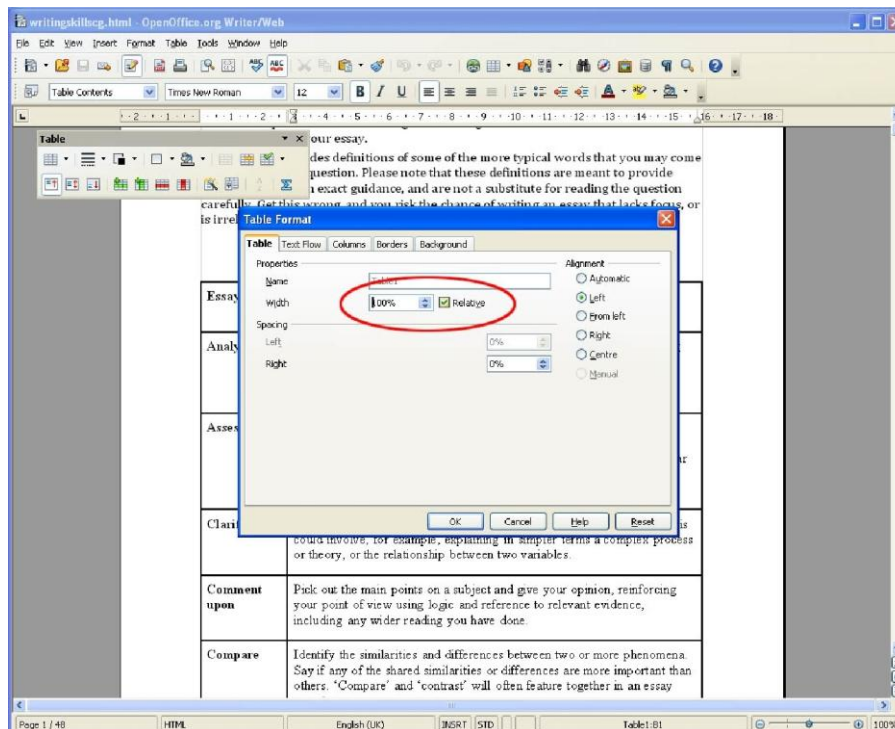 writingskillscg.html - OpenOffice.org Writer/Web
File Edit View Insert Format Table Tools Window Help
Table Contents Times New Roman 12 B I U A
Table
our essay.
des definitions of some of the more typical words that you may come
question. Please note that these definitions are meant to provide
exact guidance, and are not a substitute for reading the question
carefully. Get this wrong, and you risk the chance of writing an essay that lacks focus, or
is irrel
Table Format
Table Text Flow Columns Borders Background
Properties
Name Table1
Width 100% Relative
Spacing
Left 0%
Right 0%
Alignment
Automatic
Left
From left
Right
Centre
Manual
OK Cancel Help Reset
Essay
Analy
Asses
Clari
could involve, for example, explaining in simpler terms a complex process
or theory, or the relationship between two variables.
Comment upon
Pick out the main points on a subject and give your opinion, reinforcing
your point of view using logic and reference to relevant evidence,
including any wider reading you have done.
Compare
Identify the similarities and differences between two or more phenomena.
Say if any of the shared similarities or differences are more important than
others. ‘Compare’ and ‘contrast’ will often feature together in an essay
Page 1 / 48 HTML English (UK) INSRT STD Table1:B1 100%